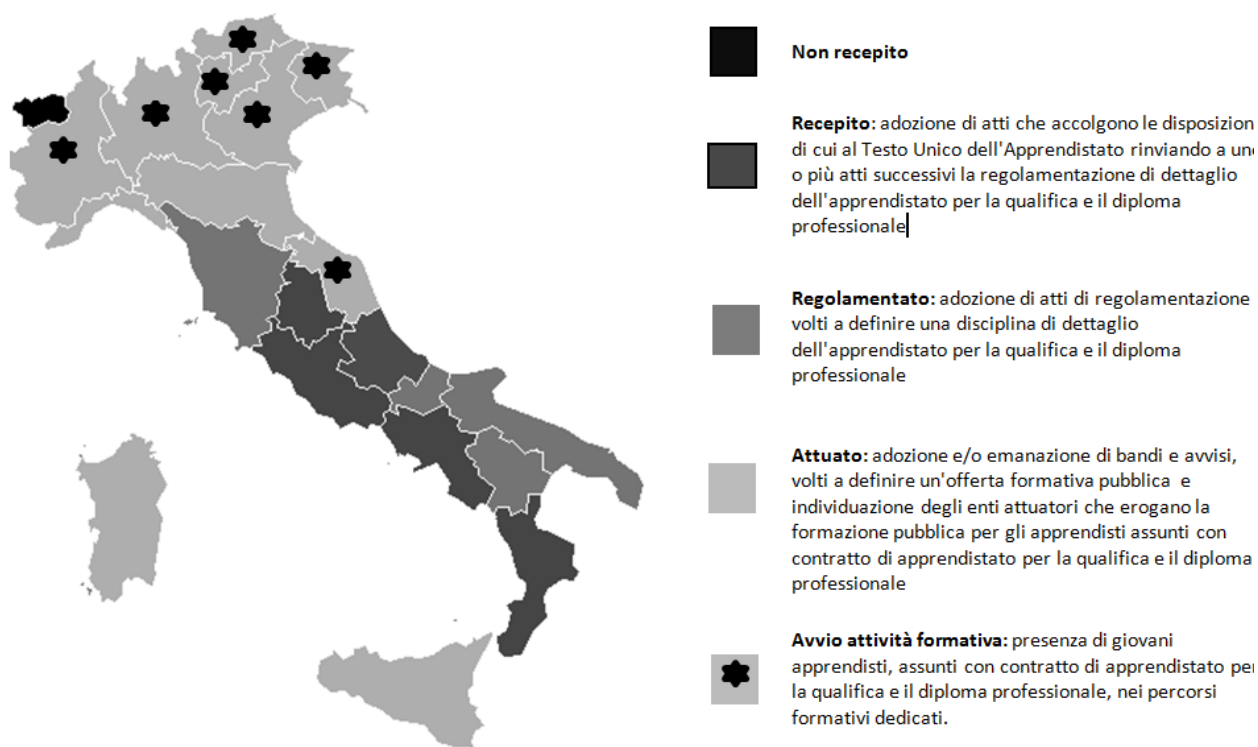 Non recepito
Recepito: adozione di atti che accolgono le disposizion
di cui al Testo Unico dell'Apprendistato rinviando a uno
o più atti successivi la regolamentazione di dettaglio
dell'apprendistato per la qualifica e il diploma
professionale
Regolamentato: adozione di atti di regolamentazione
volti a definire una disciplina di dettaglio
dell'apprendistato per la qualifica e il diploma
professionale
Attuato: adozione e/o emanazione di bandi e avvisi,
volti a definire un'offerta formativa pubblica e
individuazione degli enti attuatori che erogano la
formazione pubblica per gli apprendisti assunti con
contratto di apprendistato per la qualifica e il diploma
professionale
Avvio attività formativa: presenza di giovani
apprendisti, assunti con contratto di apprendistato per
la qualifica e il diploma professionale, nei percorsi
formativi dedicati.